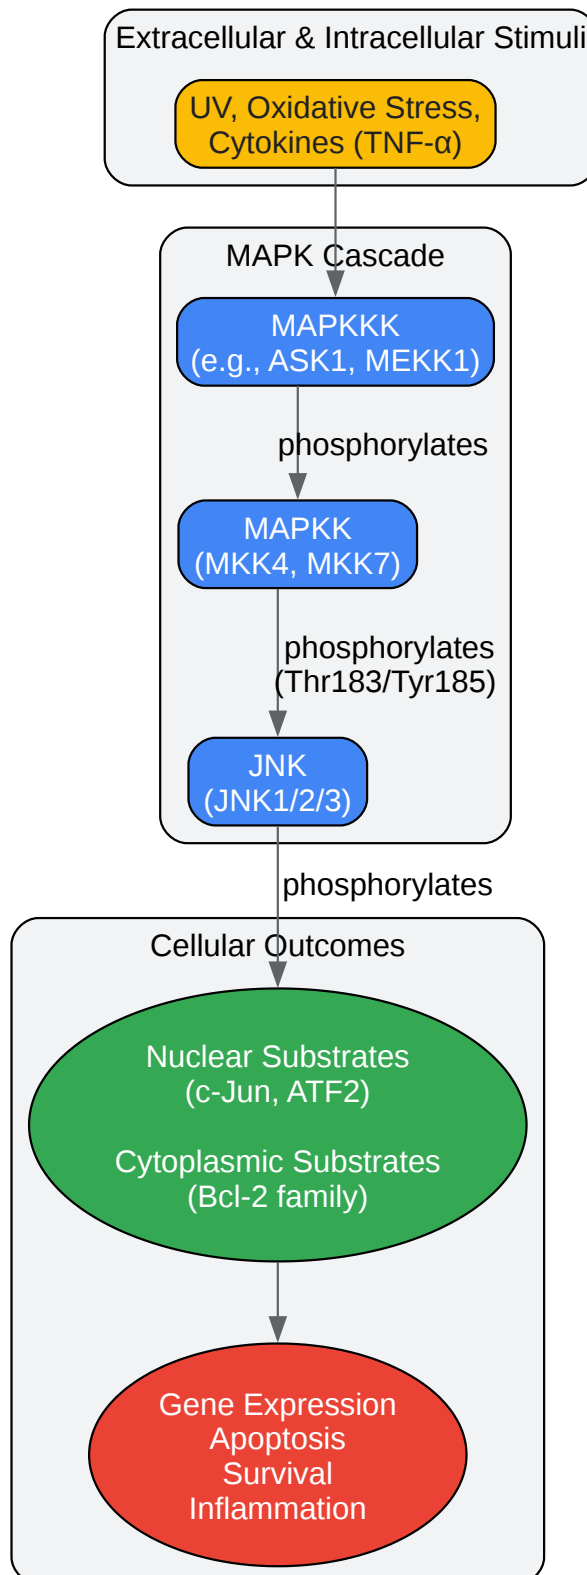 Extracellular & Intracellular Stimuli
UV, Oxidative Stress,
Cytokines (TNF-α)
MAPK Cascade
MAPKKK
(e.g., ASK1, MEKK1)
phosphorylates
MAPKK
(MKK4, MKK7)
phosphorylates
(Thr183/Tyr185)
JNK
(JNK1/2/3)
phosphorylates
Cellular Outcomes
Nuclear Substrates
(c-Jun, ATF2)
Cytoplasmic Substrates
(Bcl-2 family)
Gene Expression
Apoptosis
Survival
Inflammation